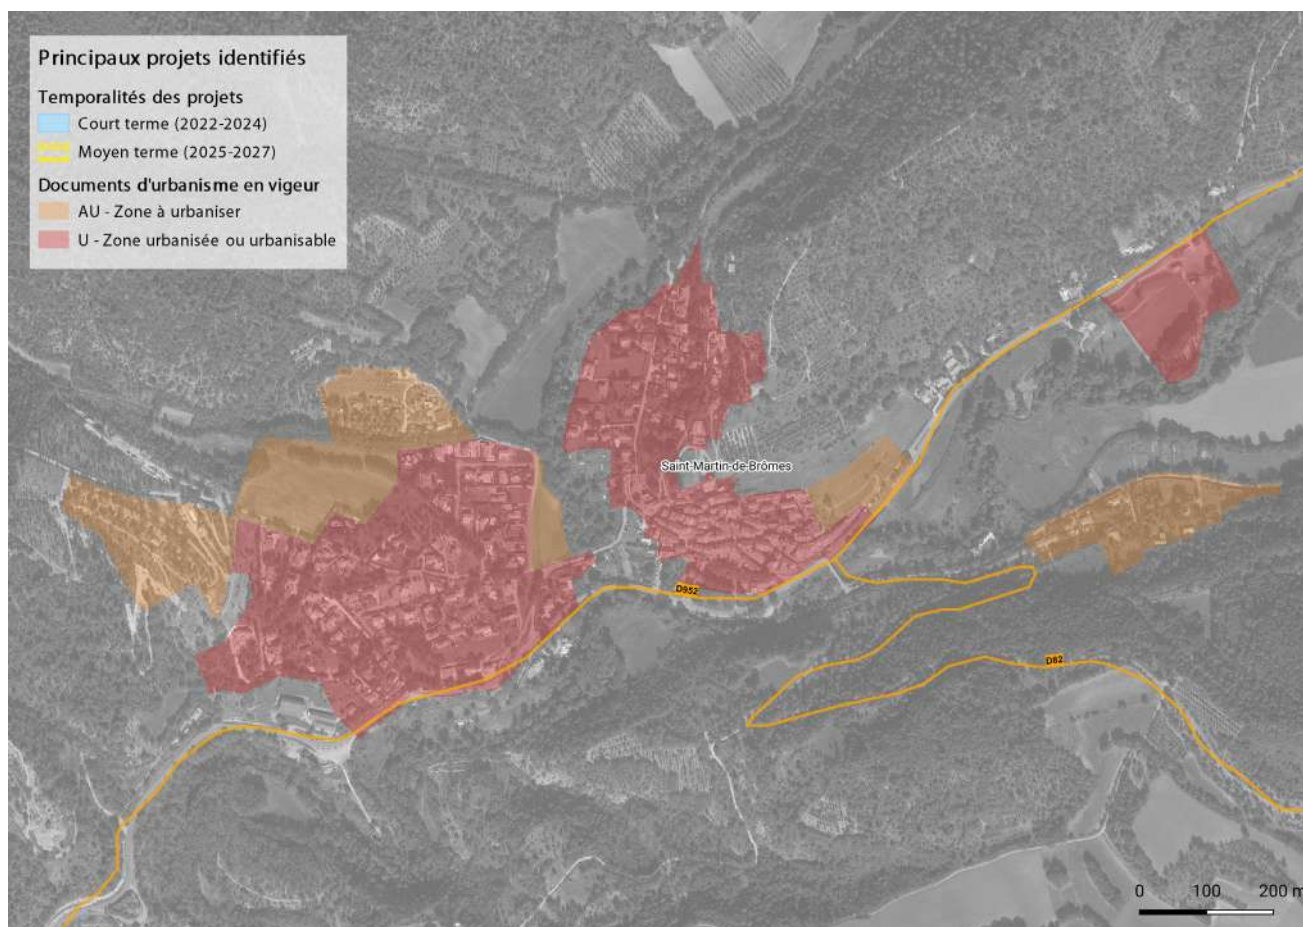 Principaux projets identifiés
Temporalités des projets
Court terme (2022-2024)
Moyen terme (2025-2027)
Documents d'urbanisme en vigeur
AU - Zone à urbaniser
U - Zone urbanisée ou urbanisable
Saint-Martin-de-Brômes
D952
D82
0 100 200 m